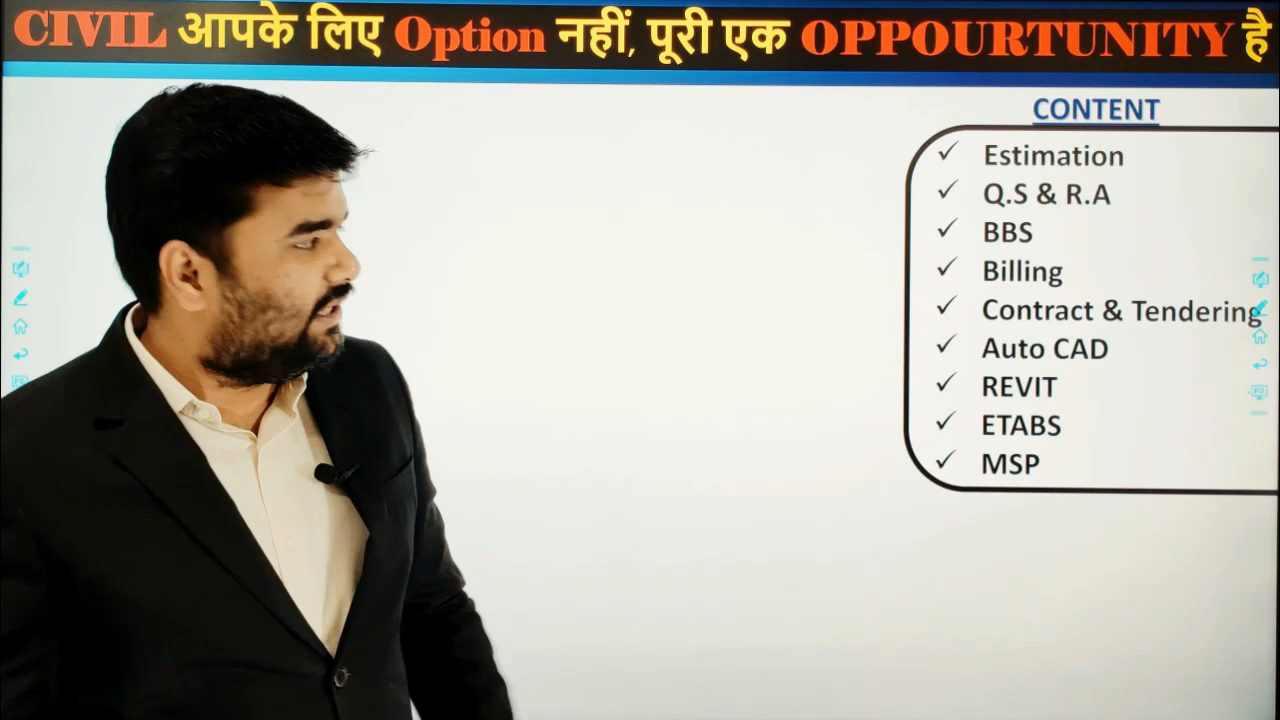 CIVIL आपके लिए Option नहीं, पूरी एक OPPOURTUNITY है
CONTENT
✓ Estimation
✓ Q.S & R.A
✓ BBS
✓ Billing
✓ Contract & Tendering
✓ Auto CAD
✓ REVIT
✓ ETABS
✓ MSP